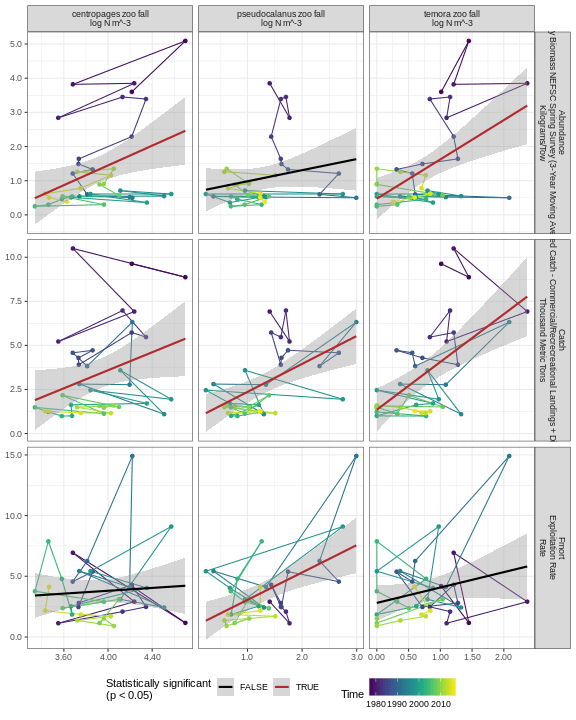 centropages zoo fall
log N m^-3
pseudocalanus zoo fall
log N m^-3
temora zoo fall
log N m^-3
5.0
4.0
3.0
2.0
1.0
0.0
Abundance
Biomass NEFSC Spring Survey (3-Year Moving
Kilograms/Tow
10.0
7.5
5.0
2.5
0.0
Catch
Catch - Commercial/Recreational Landings +
Thousand Metric Tons
15.0
10.0
5.0
0.0
Fmort
Exploitation Rate
Rate
3.60 4.00 4.40
1.0 2.0 3.0
0.00 0.50 1.00 1.50 2.00
Statistically significant
(p < 0.05)
FALSE
TRUE
Time
1980 1990 2000 2010